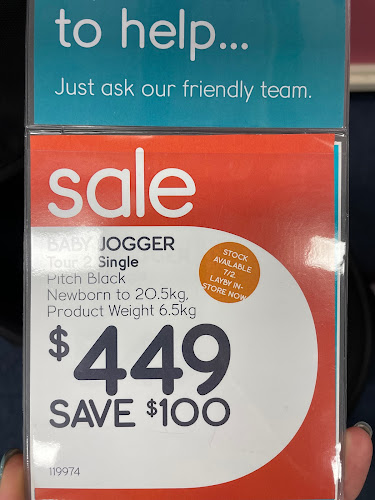 to help...
Just ask our friendly team.
sale
BABY JOGGER
Tour 2 Single
Pitch Black
Newborn to 20.5kg,
Product Weight 6.5kg
STOCK
AVAILABLE
7/2
LAYBY IN-
STORE NOW
$449
SAVE $100
119974